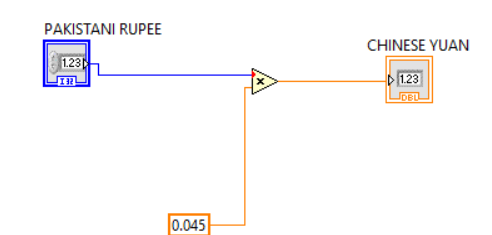 PAKISTANI RUPEE
1.23
I32
CHINESE YUAN
1.23
DBL
×
0.045